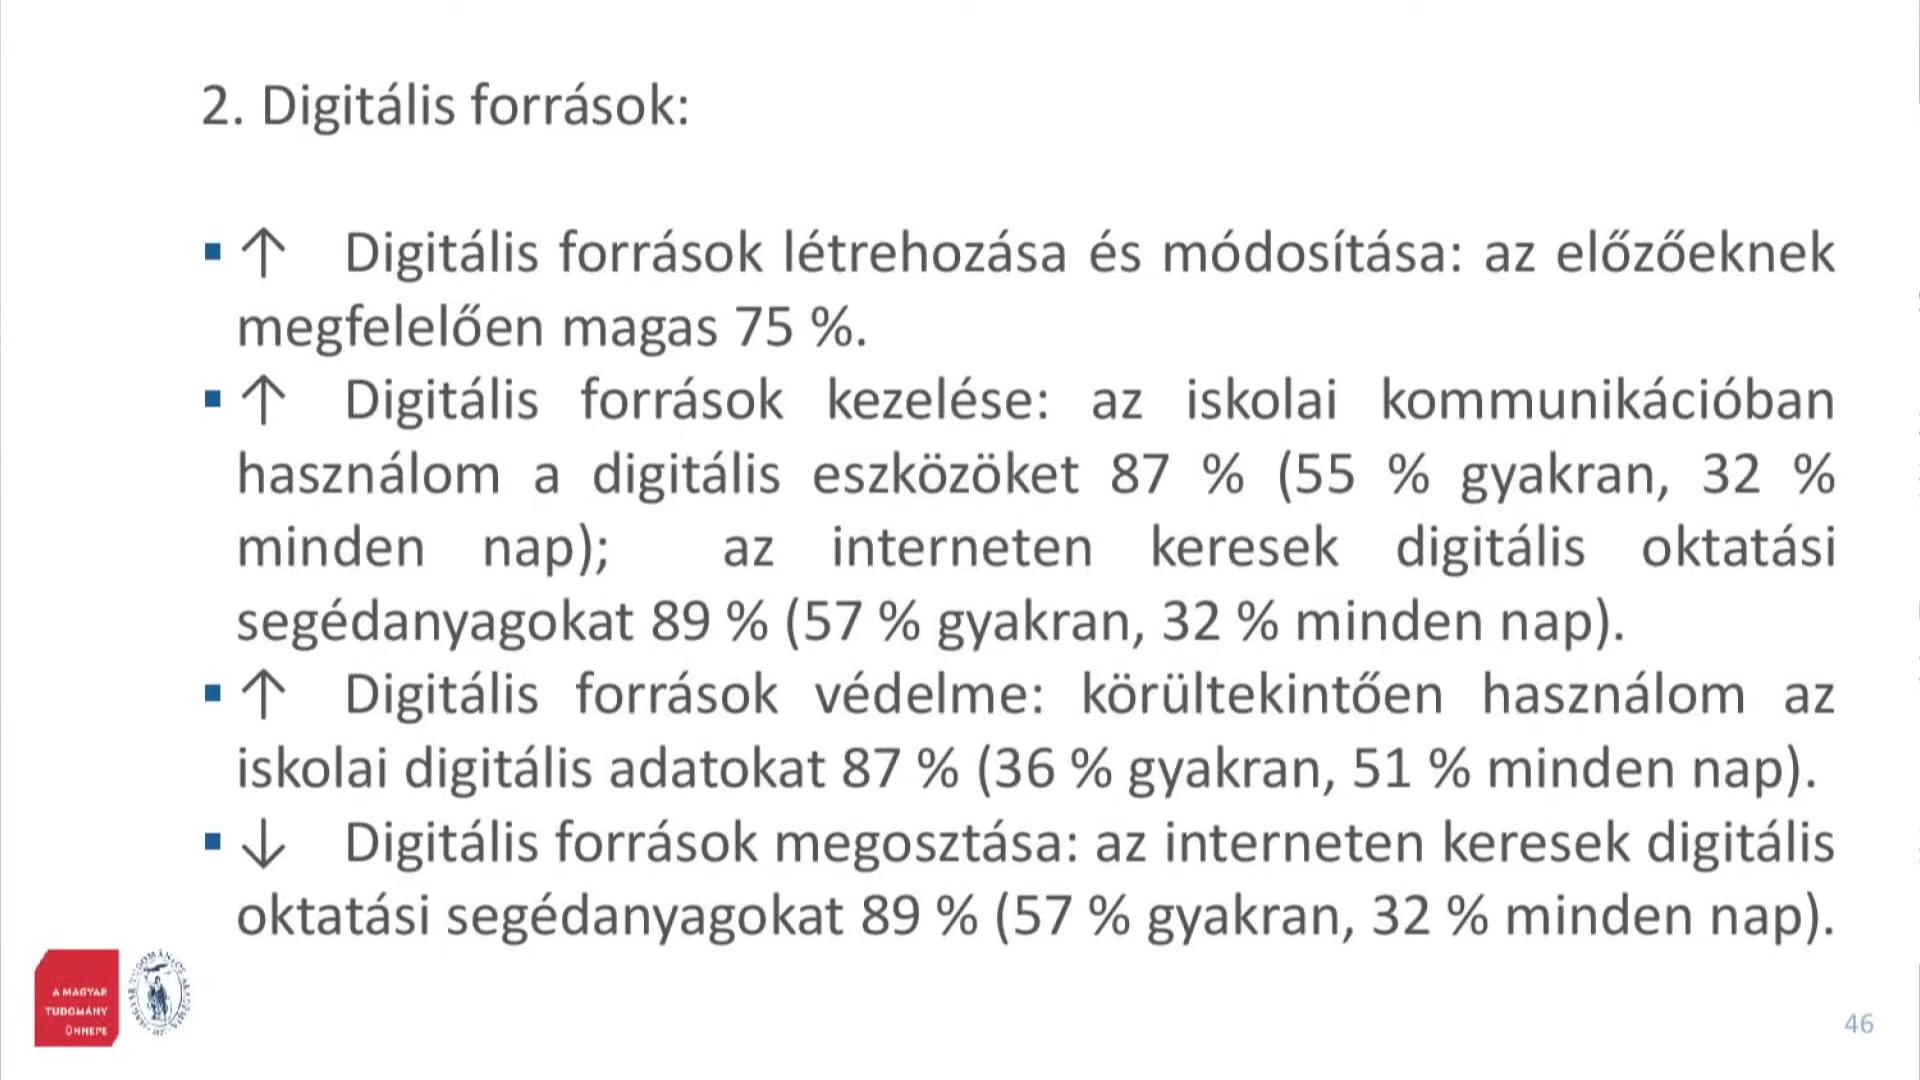 2. Digitális források:
▪ ↑ Digitális források létrehozása és módosítása: az előzőeknek
megfelelően magas 75 %.
▪ ↑ Digitális források kezelése: az iskolai kommunikációban
használom a digitális eszközöket 87 % (55 % gyakran, 32 %
minden nap); az interneten keresek digitális oktatási
segédanyagokat 89 % (57 % gyakran, 32 % minden nap).
▪ ↑ Digitális források védelme: körültekintően használom az
iskolai digitális adatokat 87 % (36 % gyakran, 51 % minden nap).
▪ ↓ Digitális források megosztása: az interneten keresek digitális
oktatási segédanyagokat 89 % (57 % gyakran, 32 % minden nap).
A MAGYAR
TUDOMÁNY
ÜNNEPE
46